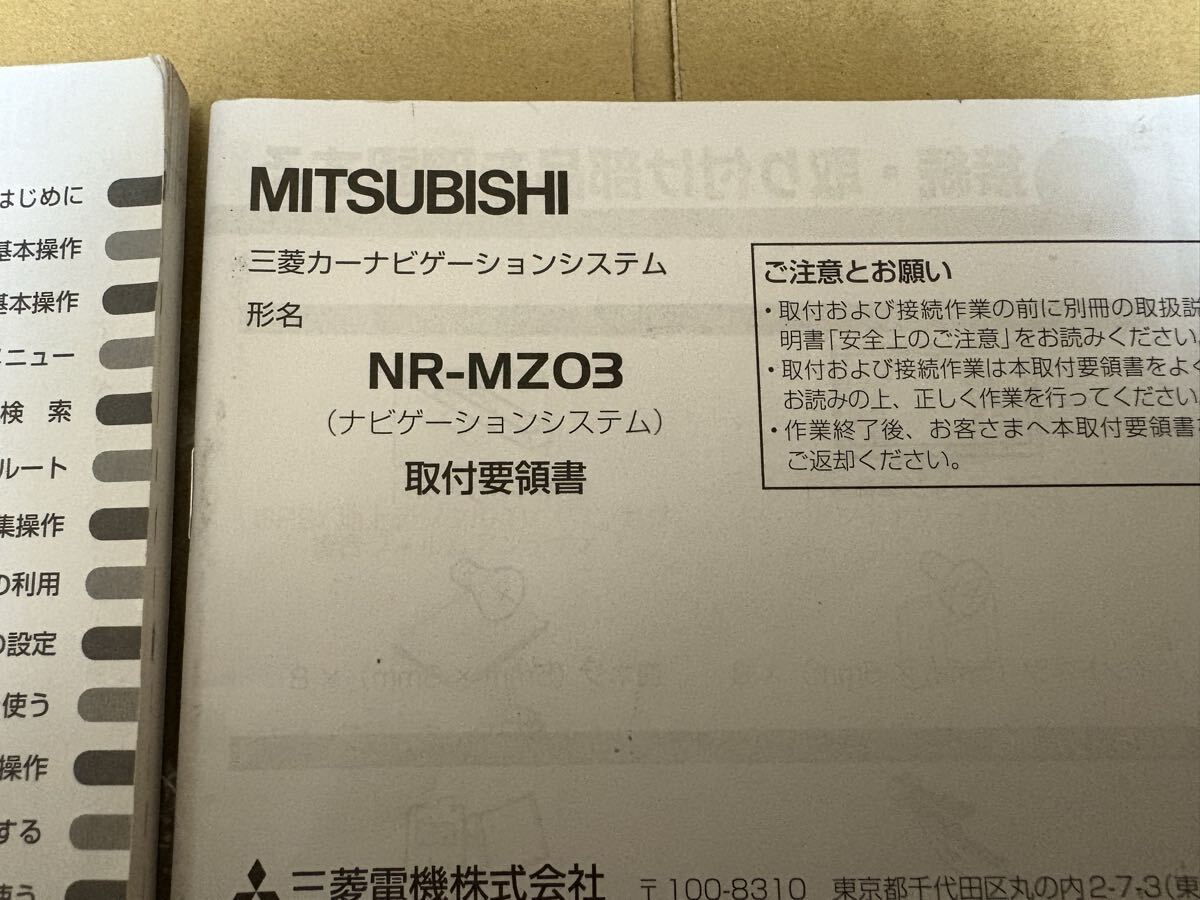 はじめに
基本操作
基本操作
メニュー
検 索
ルート
集操作
の利用
の設定
使う
操作
する
使う
MITSUBISHI
三菱カーナビゲーションシステム
形名
NR-MZ03
（ナビゲーションシステム）
取付要領書
ご注意とお願い
・取付および接続作業の前に別冊の取扱説
明書「安全上のご注意」をお読みください。
・取付および接続作業は本取付要領書をよく
お読みの上、正しく作業を行ってください。
・作業終了後、お客さまへ本取付要領書を
ご返却ください。
三菱電機株式会社 〒100-8310 東京都千代田区丸の内2-7-3(東